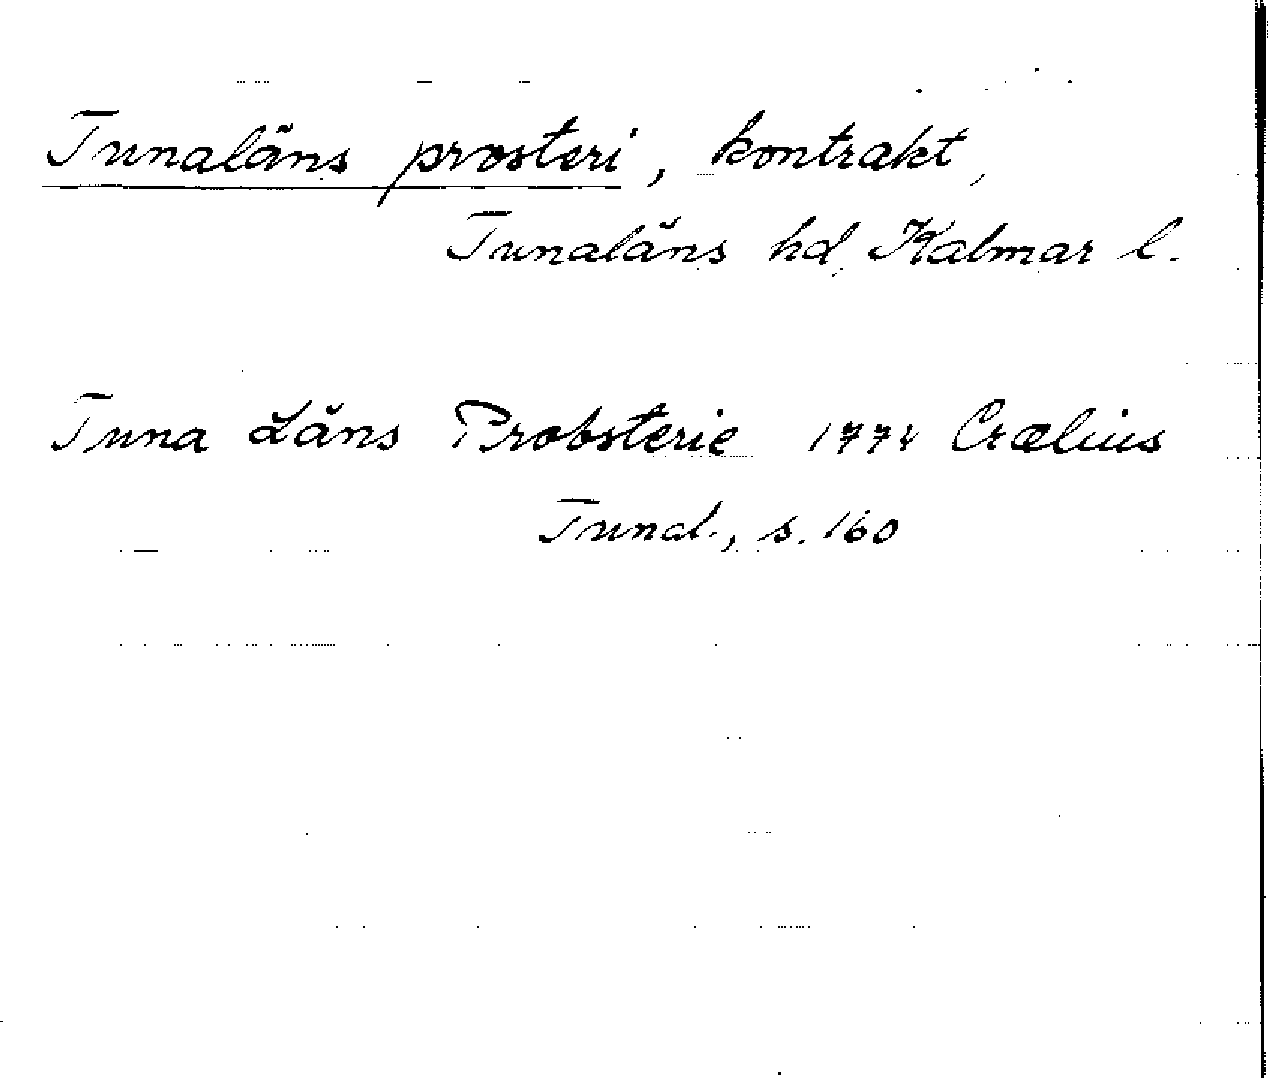 Tunaläns prosteri, kontrakt,
Tunaläns hd, Kalmar l.
Tuna Läns Probsterie 1774 Crælius
Tunal., s. 160